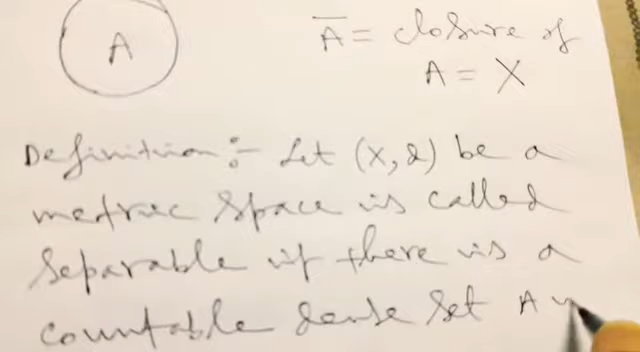 A
A̅ = closure of
A = X
Definition :- Let (X, d) be a
metric space is called
Separable if there is a
countable dense set A